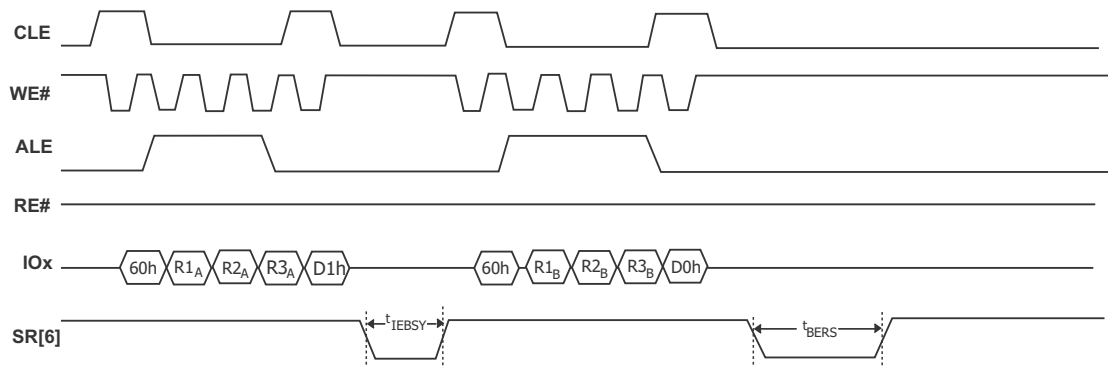 CLE
WE#
ALE
RE#
IOx 60h R1A R2A R3A D1h 60h R1B R2B R3B D0h
SR[6] tIEBSY tBERS